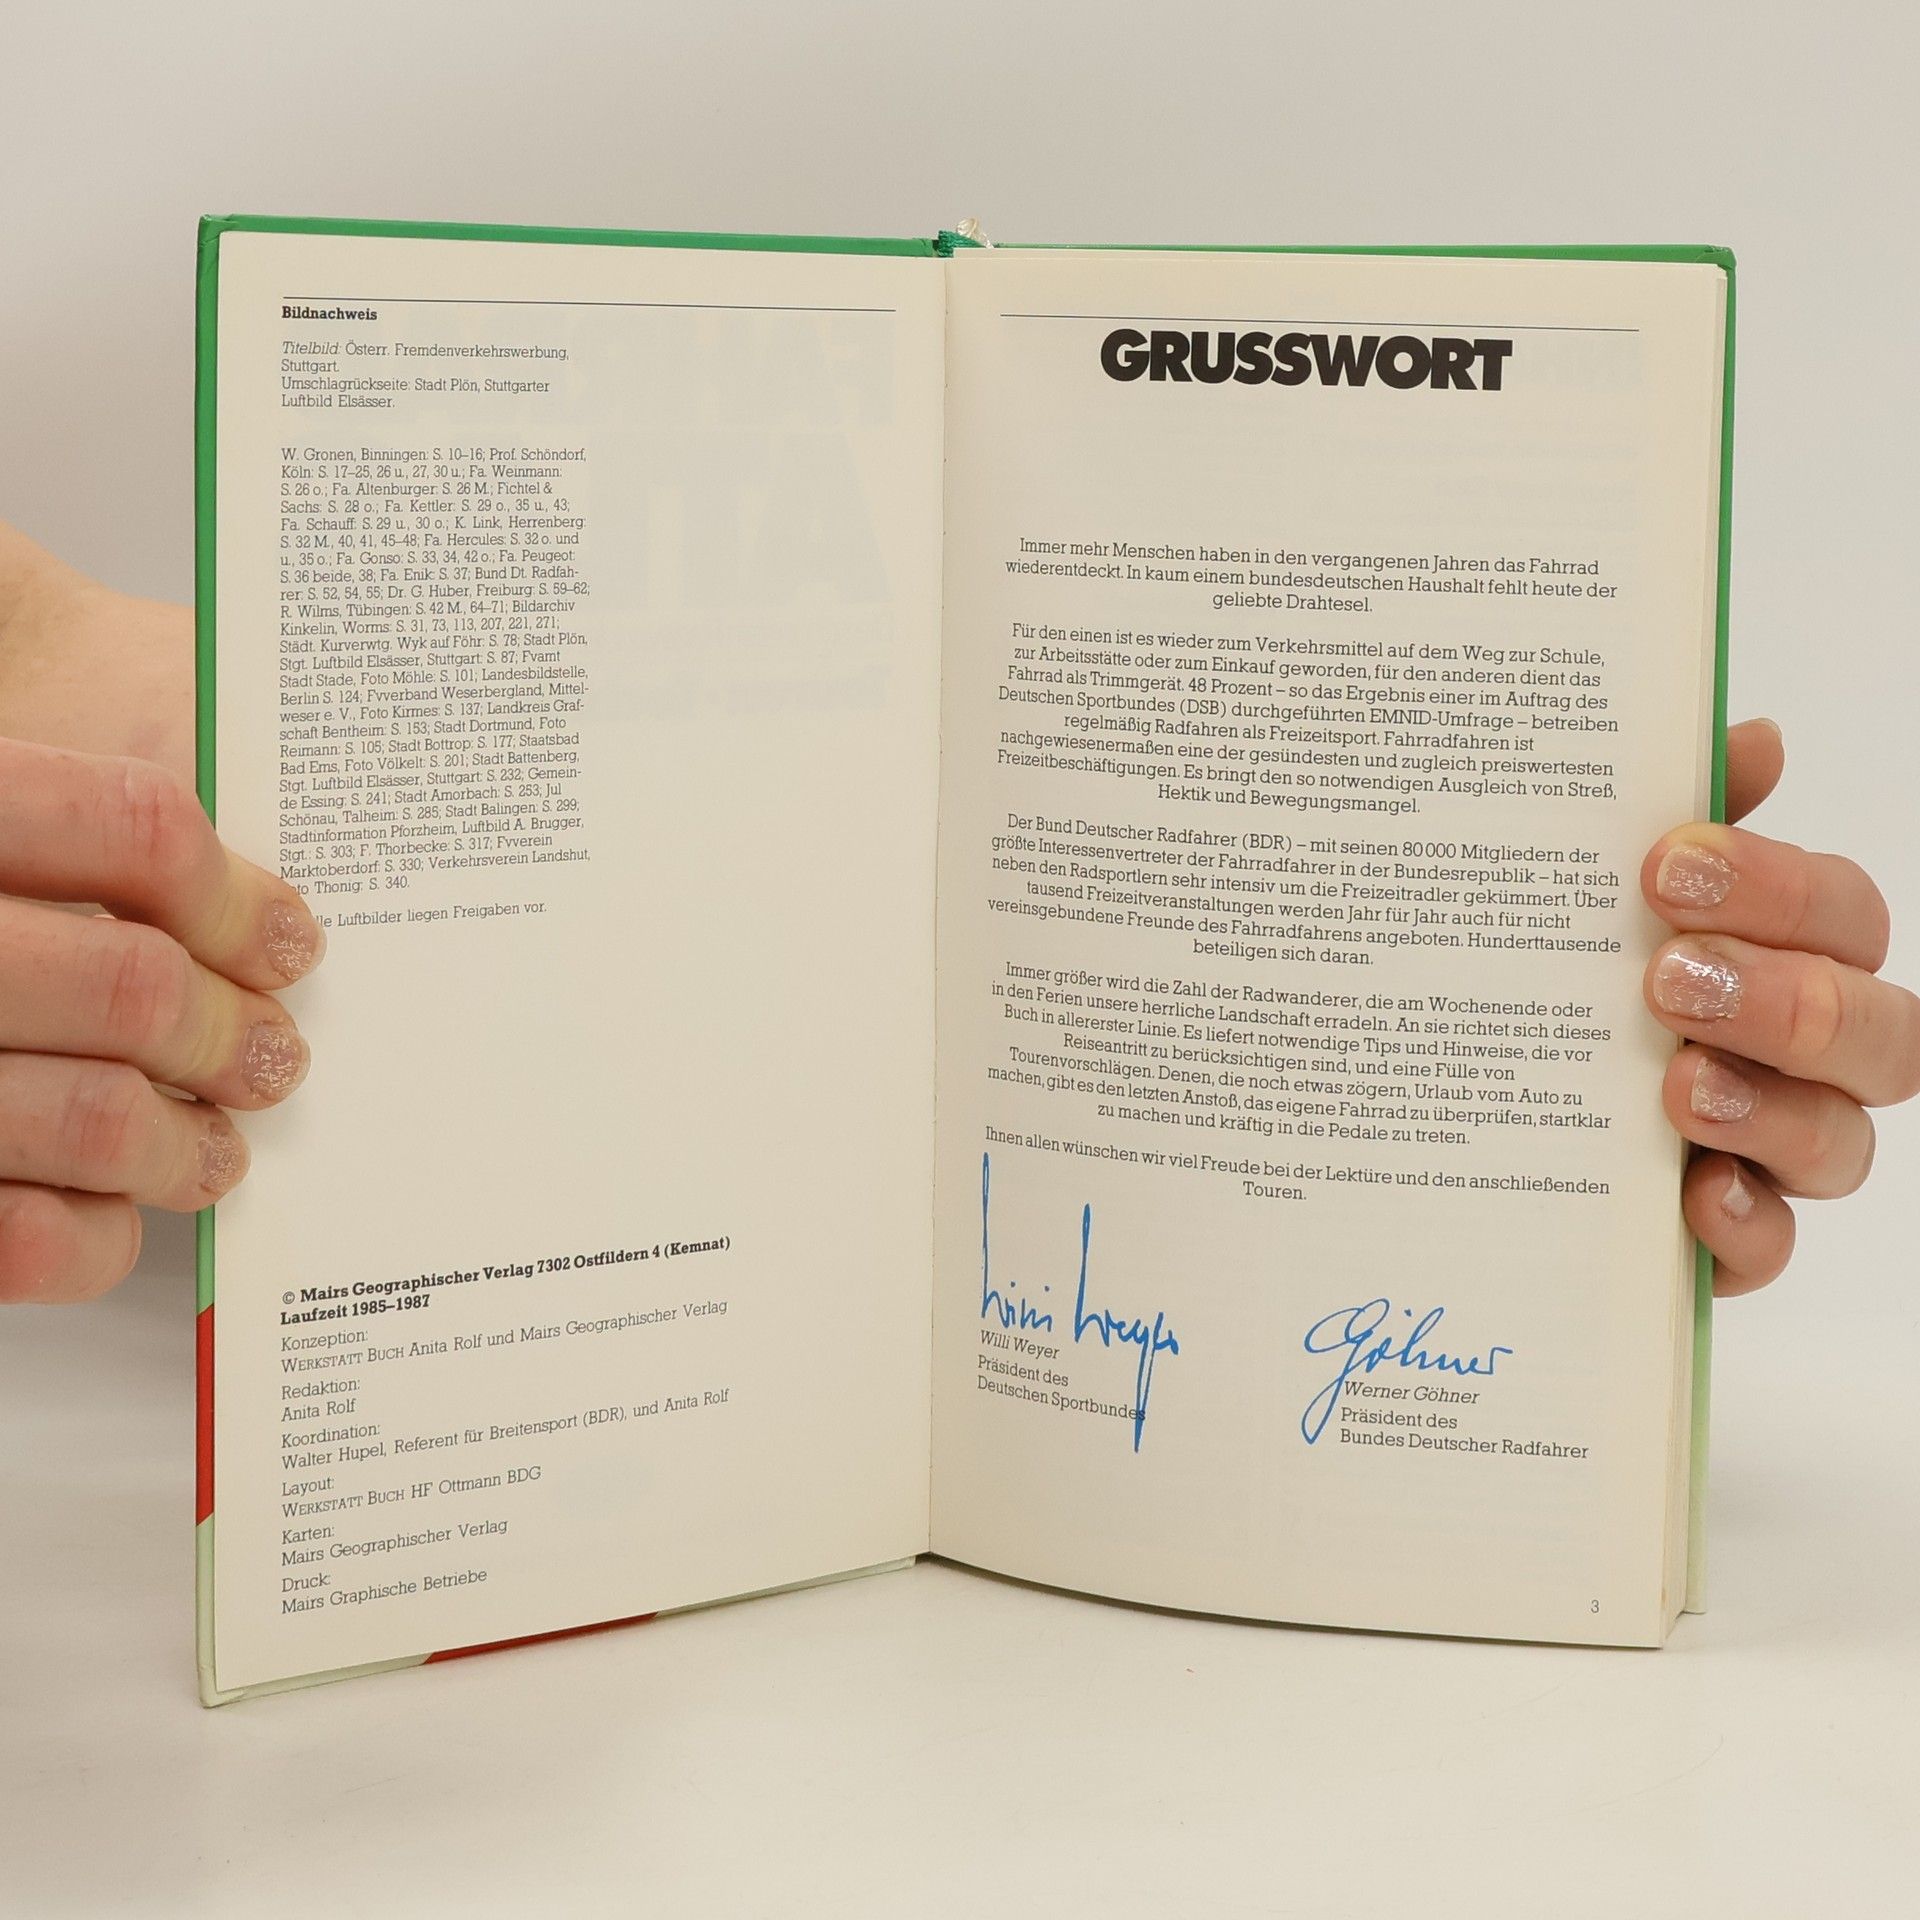 Bildnachweis
Titelbild: Österr. Fremdenverkehrswerbung,
Stuttgart.
Umschlagrückseite: Stadt Plön, Stuttgarter
Luftbild Elsässer.
W. Gronen, Binningen: S. 10–16; Prof. Schöndorf,
Köln: S. 17–25, 26 u., 27, 30 u.; Fa. Weinmann:
S. 26 o.; Fa. Altenburger: S. 26 M.; Fichtel &
Sachs: S. 28 o.; Fa. Kettler: S. 29 o., 35 u., 43;
Fa. Schauff: S. 29 u., 30 o.; K. Link, Herrenberg:
S. 32 M., 40, 41, 45–48; Fa. Hercules: S. 32 o. und
u., 35 o.; Fa. Gonso: S. 33, 34, 42 o.; Fa. Peugeot:
S. 36 beide, 38; Fa. Enik: S. 37; Bund Dt. Radfah-
rer: S. 52, 54, 55; Dr. G. Huber, Freiburg: S. 59–62;
R. Wilms, Tübingen: S. 42 M., 64–71; Bildarchiv
Kinkelin, Worms: S. 31, 73, 113, 207, 221, 271;
Städt. Kurverwtg. Wyk auf Föhr: S. 78; Stadt Plön,
Stgt. Luftbild Elsässer, Stuttgart: S. 87; Fvamt
Stadt Stade, Foto Möhle: S. 101; Landesbildstelle,
Berlin S. 124; Fvverband Weserbergland, Mittel-
weser e. V., Foto Kirmes: S. 137; Landkreis Graf-
schaft Bentheim: S. 153; Stadt Dortmund, Foto
Reimann: S. 105; Stadt Bottrop: S. 177; Staatsbad
Bad Ems, Foto Völkelt: S. 201; Stadt Battenberg,
Stgt. Luftbild Elsässer, Stuttgart: S. 232; Gemein-
de Essing: S. 241; Stadt Amorbach: S. 253; Jul
Schönau, Talheim: S. 285; Stadt Balingen: S. 299;
Stadtinformation Pforzheim, Luftbild A. Brugger,
Stgt.: S. 303; F. Thorbecke: S. 317; Fvverein
Marktoberdorf: S. 330; Verkehrsverein Landshut,
Thonig: S. 340.
Luftbilder liegen Freigaben vor.
© Mairs Geographischer Verlag 7302 Ostfildern 4 (Kemnat)
Laufzeit 1985–1987
Konzeption:
WERKSTATT BUCH Anita Rolf und Mairs Geographischer Verlag
Redaktion:
Anita Rolf
Koordination:
Walter Hupel, Referent für Breitensport (BDR), und Anita Rolf
Layout:
WERKSTATT BUCH HF Ottmann BDG
Karten:
Mairs Geographischer Verlag
Druck:
Mairs Graphische Betriebe
GRUSSWORT
Immer mehr Menschen haben in den vergangenen Jahren das Fahrrad
wiederentdeckt. In kaum einem bundesdeutschen Haushalt fehlt heute der
geliebte Drahtesel.
Für den einen ist es wieder zum Verkehrsmittel auf dem Weg zur Schule,
zur Arbeitsstätte oder zum Einkauf geworden, für den anderen dient das
Fahrrad als Trimmgerät. 48 Prozent – so das Ergebnis einer im Auftrag des
Deutschen Sportbundes (DSB) durchgeführten EMNID-Umfrage – betreiben
regelmäßig Radfahren als Freizeitsport. Fahrradfahren ist
nachgewiesenermaßen eine der gesündesten und zugleich preiswertesten
Freizeitbeschäftigungen. Es bringt den so notwendigen Ausgleich von Streß,
Hektik und Bewegungsmangel.
Der Bund Deutscher Radfahrer (BDR) – mit seinen 80 000 Mitgliedern der
größte Interessenvertreter der Fahrradfahrer in der Bundesrepublik – hat sich
neben den Radsportlern sehr intensiv um die Freizeitradler gekümmert. Über
tausend Freizeitveranstaltungen werden Jahr für Jahr auch für nicht
vereinsgebundene Freunde des Fahrradfahrens angeboten. Hunderttausende
beteiligen sich daran.
Immer größer wird die Zahl der Radwanderer, die am Wochenende oder
in den Ferien unsere herrliche Landschaft erradeln. An sie richtet sich dieses
Buch in allererster Linie. Es liefert notwendige Tips und Hinweise, die vor
Reiseantritt zu berücksichtigen sind, und eine Fülle von
Tourenvorschlägen. Denen, die noch etwas zögern, Urlaub vom Auto zu
machen, gibt es den letzten Anstoß, das eigene Fahrrad zu überprüfen, startklar
zu machen und kräftig in die Pedale zu treten.
Ihnen allen wünschen wir viel Freude bei der Lektüre und den anschließenden
Touren.
Willi Weyer
Willi Weyer
Präsident des
Deutschen Sportbundes
Göhner
Werner Göhner
Präsident des
Bundes Deutscher Radfahrer
3